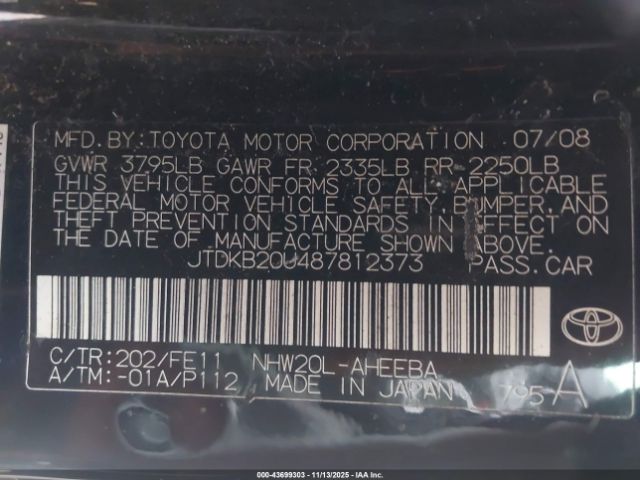 MFD. BY: TOYOTA MOTOR CORPORATION 07/08
GVWR 3795LB GAWR FR 2335LB RR 2250LB
THIS VEHICLE CONFORMS TO ALL APPLICABLE
FEDERAL MOTOR VEHICLE SAFETY, BUMPER, AND
THEFT PREVENTION STANDARDS IN EFFECT ON
THE DATE OF MANUFACTURE SHOWN ABOVE.
JTDKB20U487812373 PASS. CAR
C/TR: 202/FE11 NHW20L-AHEEBA
A/TM: -01A/P112 MADE IN JAPAN 795 A
000-43699303 - 11/13/2025 - IAA Inc.